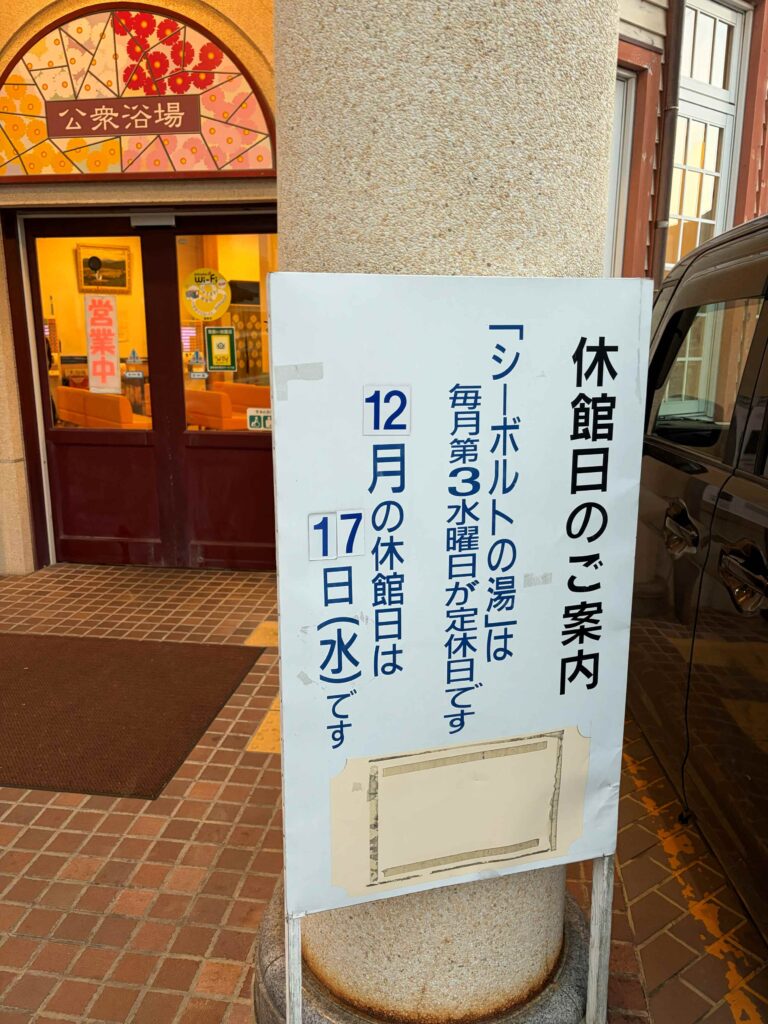 公衆浴場
営業中
Wi-Fi
休館日のご案内
「シーボルトの湯」は
毎月第3水曜日が定休日です
12月の休館日は
17日(水)です